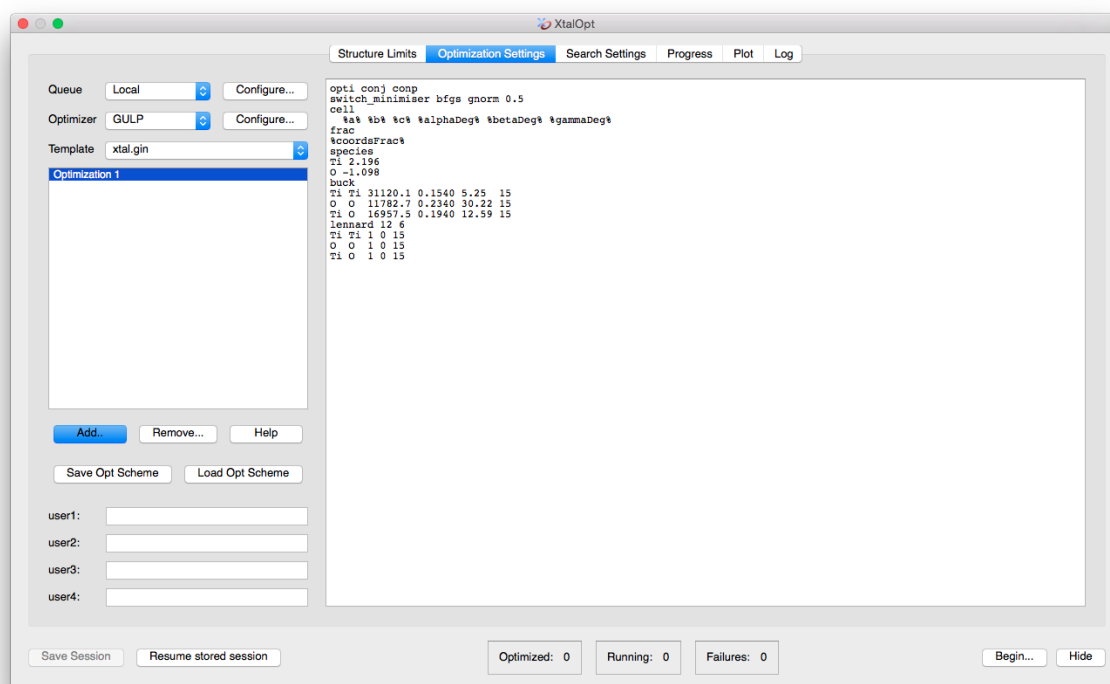 XtalOpt
Structure Limits Optimization Settings Search Settings Progress Plot Log
Queue Local Configure...
Optimizer GULP Configure...
Template xtal.gin
Optimization 1
Add.. Remove... Help
Save Opt Scheme Load Opt Scheme
user1:
user2:
user3:
user4:
opti conj conp
switch_minimiser bfgs gnorm 0.5
cell
%a% %b% %c% %alphaDeg% %betaDeg% %gammaDeg%
frac
%coordsFrac%
species
Ti 2.196
O -1.098
buck
Ti Ti 31120.1 0.1540 5.25 15
O O 11782.7 0.2340 30.22 15
Ti O 16957.5 0.1940 12.59 15
lennard 12 6
Ti Ti 1 0 15
O O 1 0 15
Ti O 1 0 15
Save Session Resume stored session Optimized: 0 Running: 0 Failures: 0 Begin... Hide